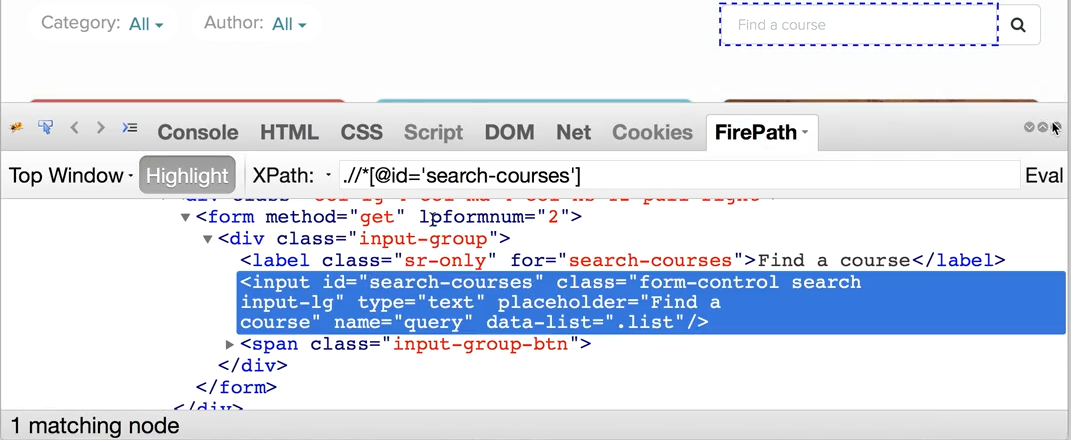 Category: All Author: All Find a course
Console HTML CSS Script DOM Net Cookies FirePath
Top Window Highlight XPath: .//*[@id='search-courses'] Eval
<form method="get" lpformnum="2">
<div class="input-group">
<label class="sr-only" for="search-courses">Find a course</label>
<input id="search-courses" class="form-control search
input-lg" type="text" placeholder="Find a
course" name="query" data-list=".list"/>
<span class="input-group-btn">
</div>
</form>
</div>
1 matching node